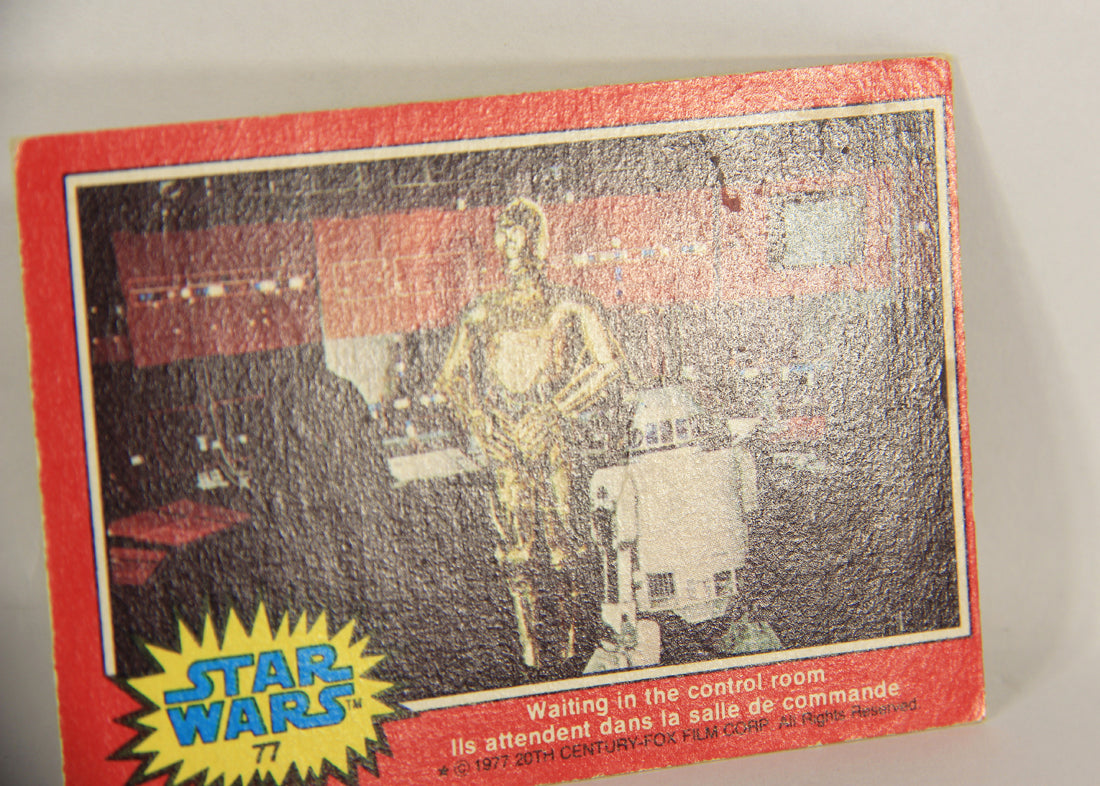 STAR
WARS™
77
Waiting in the control room
Ils attendent dans la salle de commande
★ © 1977 20TH CENTURY-FOX FILM CORP. All Rights Reserved